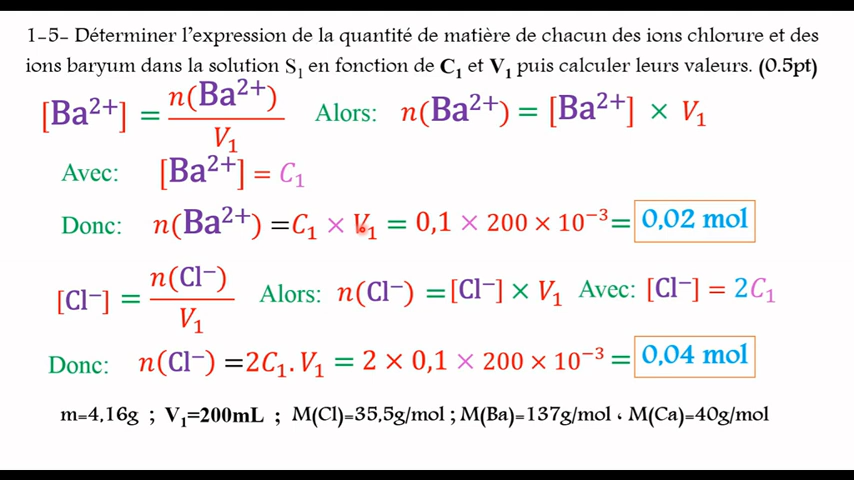 1-5- Déterminer l'expression de la quantité de matière de chacun des ions chlorure et des
ions baryum dans la solution S₁ en fonction de C₁ et V₁ puis calculer leurs valeurs. (0.5pt)
[Ba²⁺] = n(Ba²⁺)/V₁ Alors: n(Ba²⁺) = [Ba²⁺] × V₁
Avec: [Ba²⁺] = C₁
Donc: n(Ba²⁺) = C₁ × V₁ = 0,1 × 200 × 10⁻³ = 0,02 mol
[Cl⁻] = n(Cl⁻)/V₁ Alors: n(Cl⁻) = [Cl⁻] × V₁ Avec: [Cl⁻] = 2C₁
Donc: n(Cl⁻) = 2C₁.V₁ = 2 × 0,1 × 200 × 10⁻³ = 0,04 mol
m=4,16g ; V₁=200mL ; M(Cl)=35,5g/mol ; M(Ba)=137g/mol ، M(Ca)=40g/mol